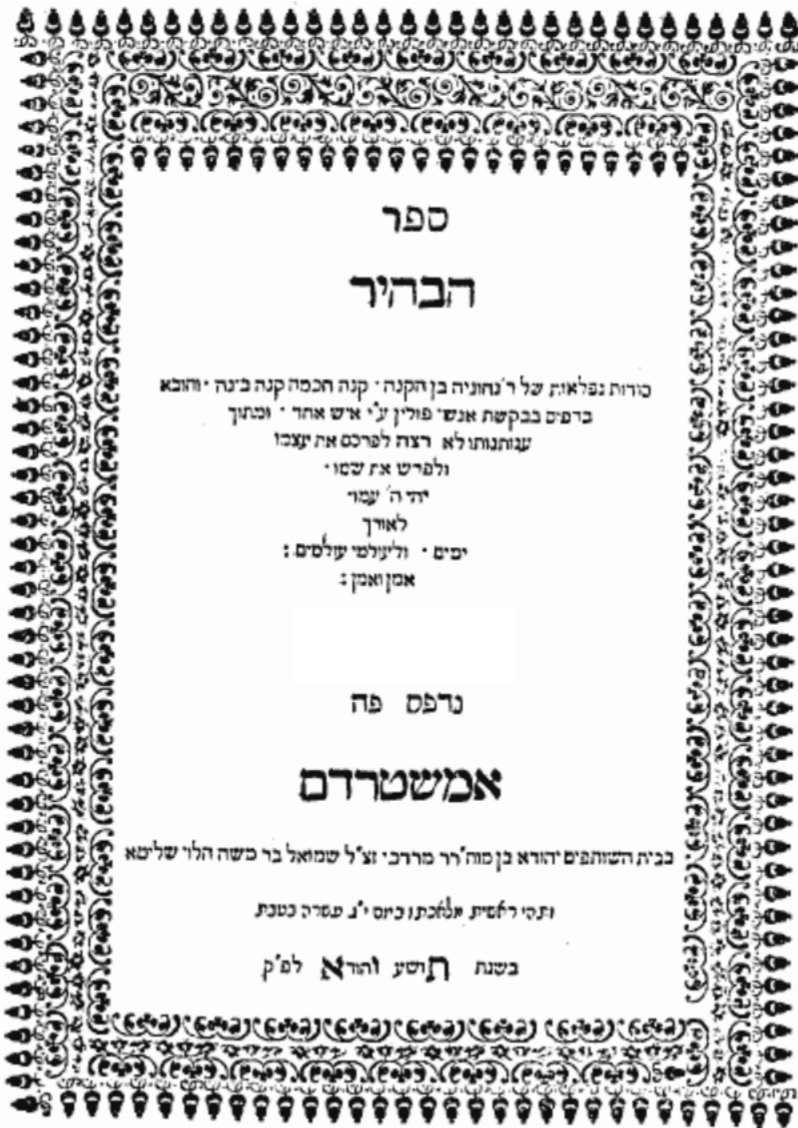 ספר
הבהיר
סודות נפלאות של ר׳ נחוניה בן הקנה · קנה חכמה קנה בינה · והובא
בדפוס בבקשת אנשי פולין ע״י איש אחד · ומתוך
ענותנותו לא רצה לפרסם את עצמו
ולפרש את שמו ·
יהי ה׳ עמו
לאורך
ימים · ולעולמי עולמים :
אמן ואמן :
נדפס פה
אמשטרדם
בבית השותפים יהודא בן מוה״רר מרדכי זצ״ל שמואל בר משה הלוי שליטא
ותהי ראשית מלאכתו ביום י״ג עשרה בטבת
בשנת תושע יהודא לפ״ק